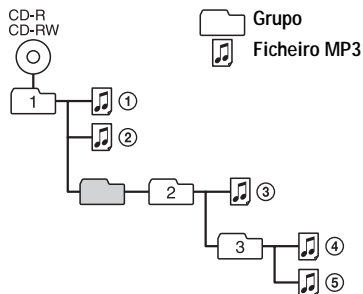 CD-R
CD-RW
Grupo
Ficheiro MP3
1
①
②
2
③
3
④
⑤